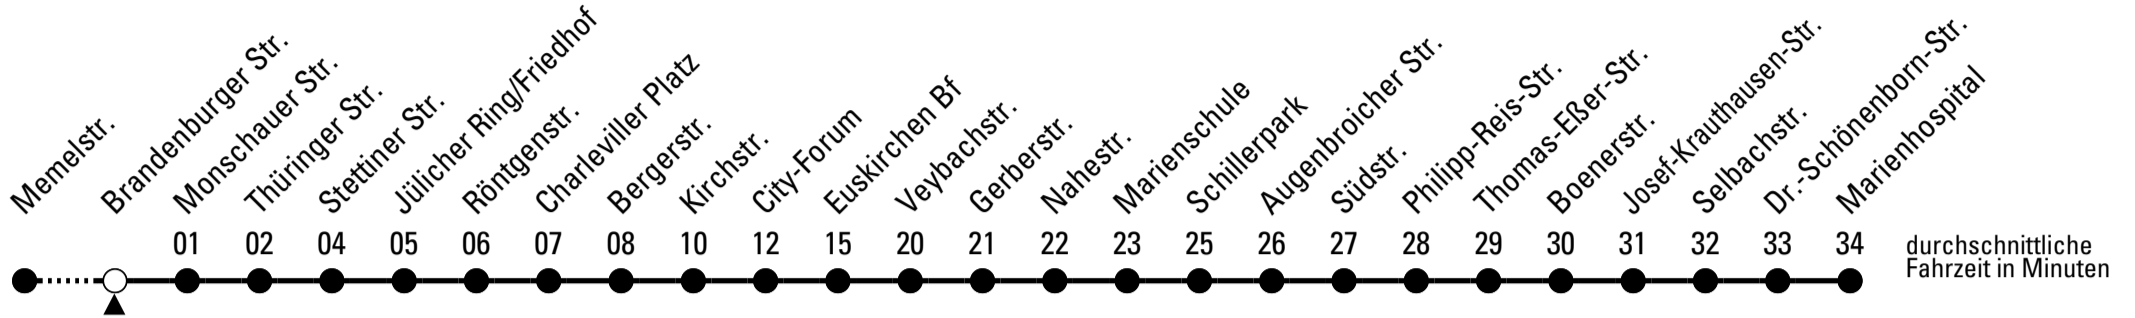 Memelstr.
Brandenburger Str.
Monschauer Str.
Thüringer Str.
Stettiner Str.
Jülicher Ring/Friedhof
Röntgenstr.
Charleviller Platz
Bergerstr.
Kirchstr.
City-Forum
Euskirchen Bf
Veybachstr.
Gerberstr.
Nahestr.
Marienschule
Schillerpark
Augenbroicher Str.
Südstr.
Philipp-Reis-Str.
Thomas-Eßer-Str.
Boenerstr.
Josef-Krauthausen-Str.
Selbachstr.
Dr.-Schönenborn-Str.
Marienhospital
01 02 04 05 06 07 08 10 12 15 20 21 22 23 25 26 27 28 29 30 31 32 33 34
durchschnittliche
Fahrzeit in Minuten